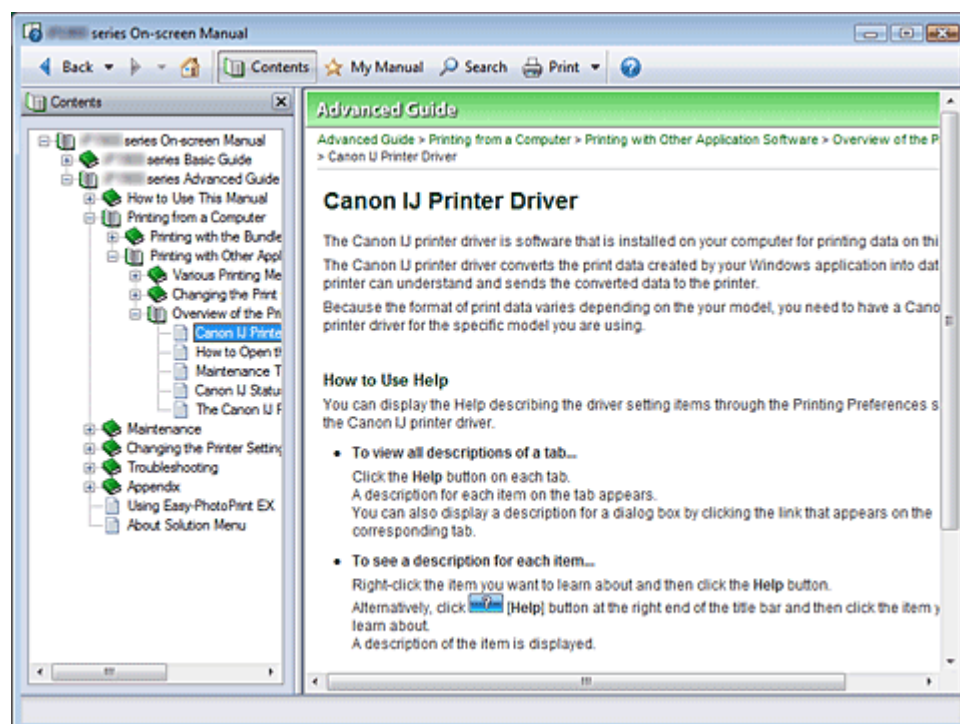 series On-screen Manual
Back Contents My Manual Search Print
Contents
series On-screen Manual
series Basic Guide
series Advanced Guide
How to Use This Manual
Printing from a Computer
Printing with the Bundle
Printing with Other Appl
Various Printing Me
Changing the Print
Overview of the Pri
Canon IJ Printe
How to Open th
Maintenance T
Canon IJ Statu
The Canon IJ P
Maintenance
Changing the Printer Setting
Troubleshooting
Appendix
Using Easy-PhotoPrint EX
About Solution Menu
Advanced Guide
Advanced Guide > Printing from a Computer > Printing with Other Application Software > Overview of the P
> Canon IJ Printer Driver
Canon IJ Printer Driver
The Canon IJ printer driver is software that is installed on your computer for printing data on thi
The Canon IJ printer driver converts the print data created by your Windows application into dat
printer can understand and sends the converted data to the printer.
Because the format of print data varies depending on the your model, you need to have a Cano
printer driver for the specific model you are using.
How to Use Help
You can display the Help describing the driver setting items through the Printing Preferences s
the Canon IJ printer driver.
• To view all descriptions of a tab...
Click the Help button on each tab.
A description for each item on the tab appears.
You can also display a description for a dialog box by clicking the link that appears on the
corresponding tab.
• To see a description for each item...
Right-click the item you want to learn about and then click the Help button.
Alternatively, click [Help] button at the right end of the title bar and then click the item y
learn about.
A description of the item is displayed.